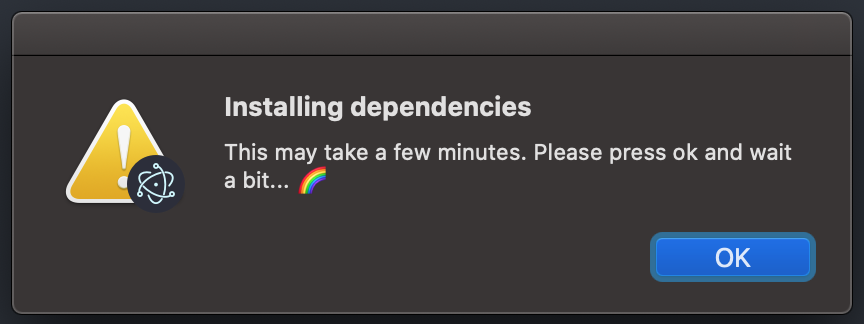 Installing dependencies
This may take a few minutes. Please press ok and wait
a bit... 🌈
OK